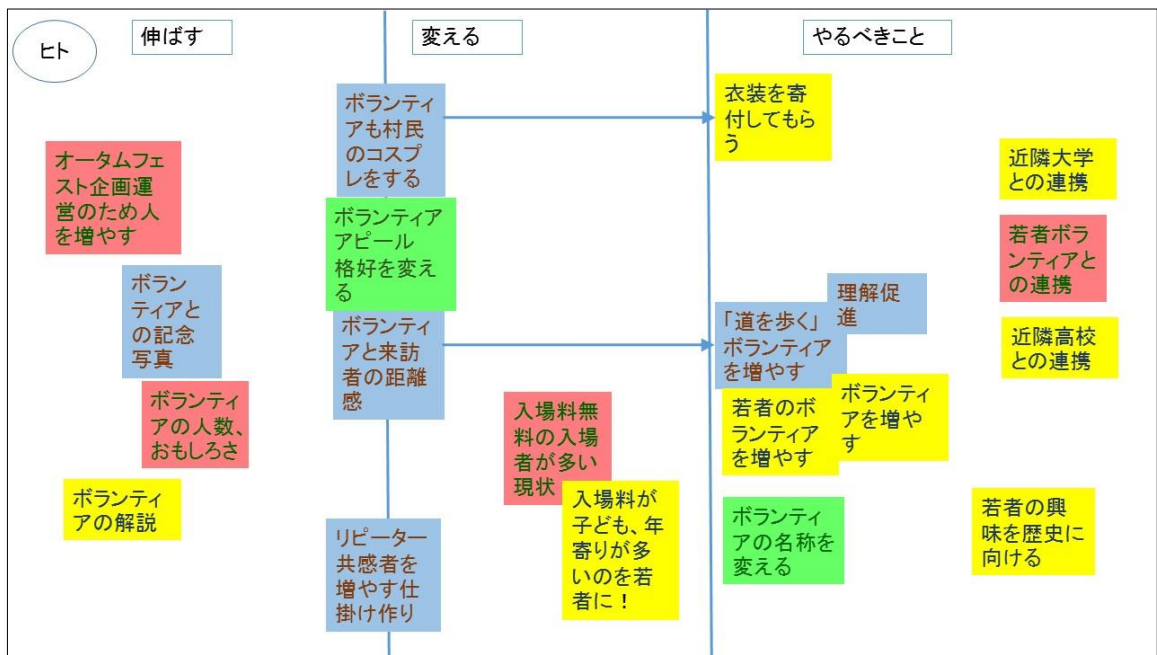 ヒト
伸ばす
変える
やるべきこと
オータムフェ
スト企画運
営のため人
を増やす
ボラン
ティアと
の記念
写真
ボランティ
アの人数、
おもしろさ
ボランティ
アの解説
ボランティ
アも村民
のコスプ
レをする
ボランティア
アピール
格好を変え
る
ボランティ
アと来訪
者の距離
感
リピーター
共感者を
増やす仕
掛け作り
入場料無
料の入場
者が多い
現状
入場料が
子ども、年
寄りが多
いのを若
者に！
衣装を寄
付してもら
う
理解促
進
「道を歩く」
ボランティア
を増やす
若者のボ
ランティア
を増やす
ボランティ
アを増や
す
ボランティ
アの名称を
変える
近隣大学
との連携
若者ボラ
ンティアと
の連携
近隣高校
との連携
若者の興
味を歴史に
向ける